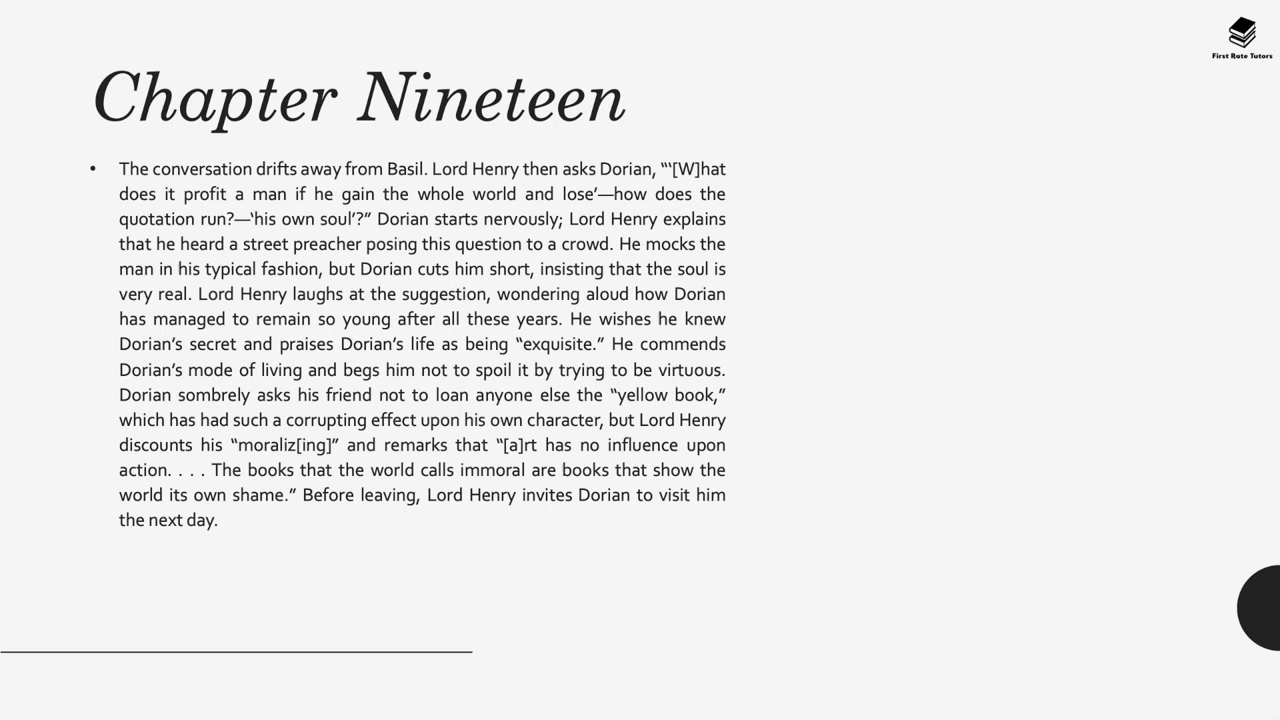 First Rate Tutors
Chapter Nineteen
• The conversation drifts away from Basil. Lord Henry then asks Dorian, “‘[W]hat
does it profit a man if he gain the whole world and lose’—how does the
quotation run?—‘his own soul’?” Dorian starts nervously; Lord Henry explains
that he heard a street preacher posing this question to a crowd. He mocks the
man in his typical fashion, but Dorian cuts him short, insisting that the soul is
very real. Lord Henry laughs at the suggestion, wondering aloud how Dorian
has managed to remain so young after all these years. He wishes he knew
Dorian’s secret and praises Dorian’s life as being “exquisite.” He commends
Dorian’s mode of living and begs him not to spoil it by trying to be virtuous.
Dorian sombrely asks his friend not to loan anyone else the “yellow book,”
which has had such a corrupting effect upon his own character, but Lord Henry
discounts his “moraliz[ing]” and remarks that “[a]rt has no influence upon
action. . . . The books that the world calls immoral are books that show the
world its own shame.” Before leaving, Lord Henry invites Dorian to visit him
the next day.